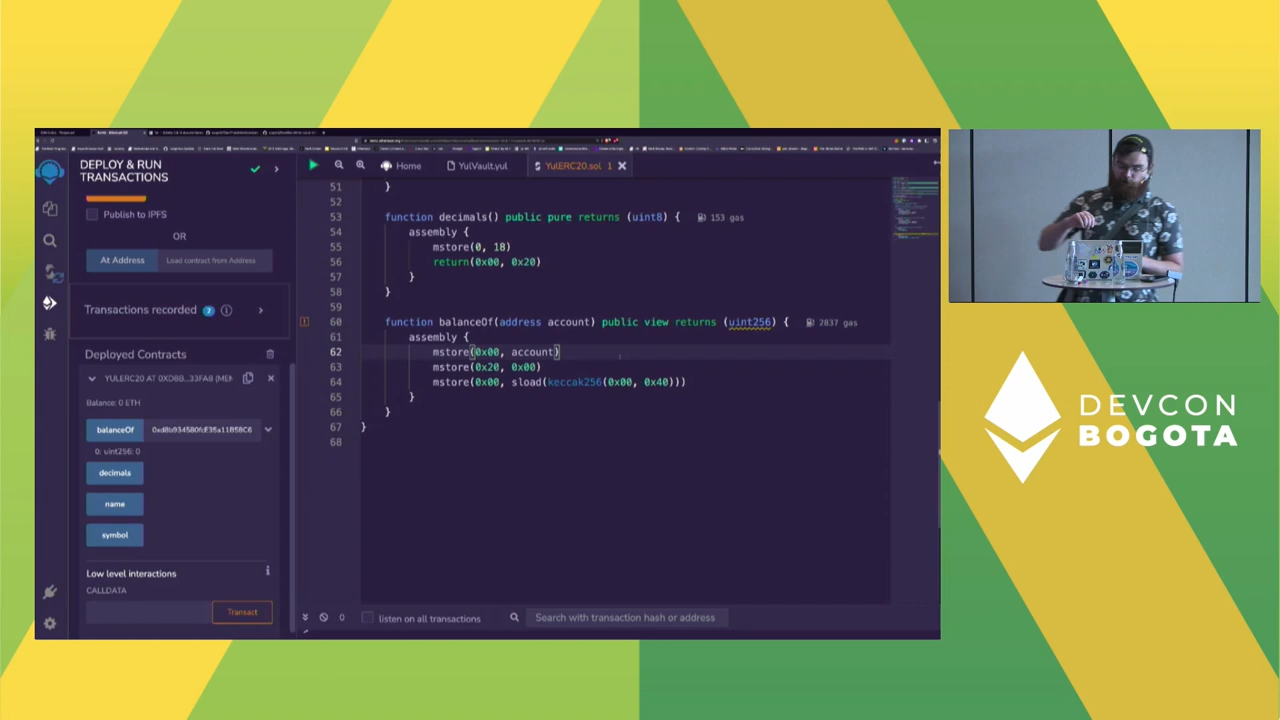 DEPLOY & RUN
TRANSACTIONS
Publish to IPFS
OR
At Address
Load contract from Address
Transactions recorded
Deployed Contracts
Balance: 0 ETH
balanceOf
0: uint256: 0
decimals
name
symbol
Low level interactions
CALLDATA
Transact
Home
YulVault.yul
YulERC20.sol 1
51 }
52
53 function decimals() public pure returns (uint8) { 153 gas
54 assembly {
55 mstore(0, 18)
56 return(0x00, 0x20)
57 }
58 }
59
60 function balanceOf(address account) public view returns (uint256) { 2837 gas
61 assembly {
62 mstore(0x00, account)
63 mstore(0x20, 0x00)
64 mstore(0x00, sload(keccak256(0x00, 0x40)))
65 }
66 }
67 }
68
0
listen on all transactions
Search with transaction hash or address
DEVCON
BOGOTA